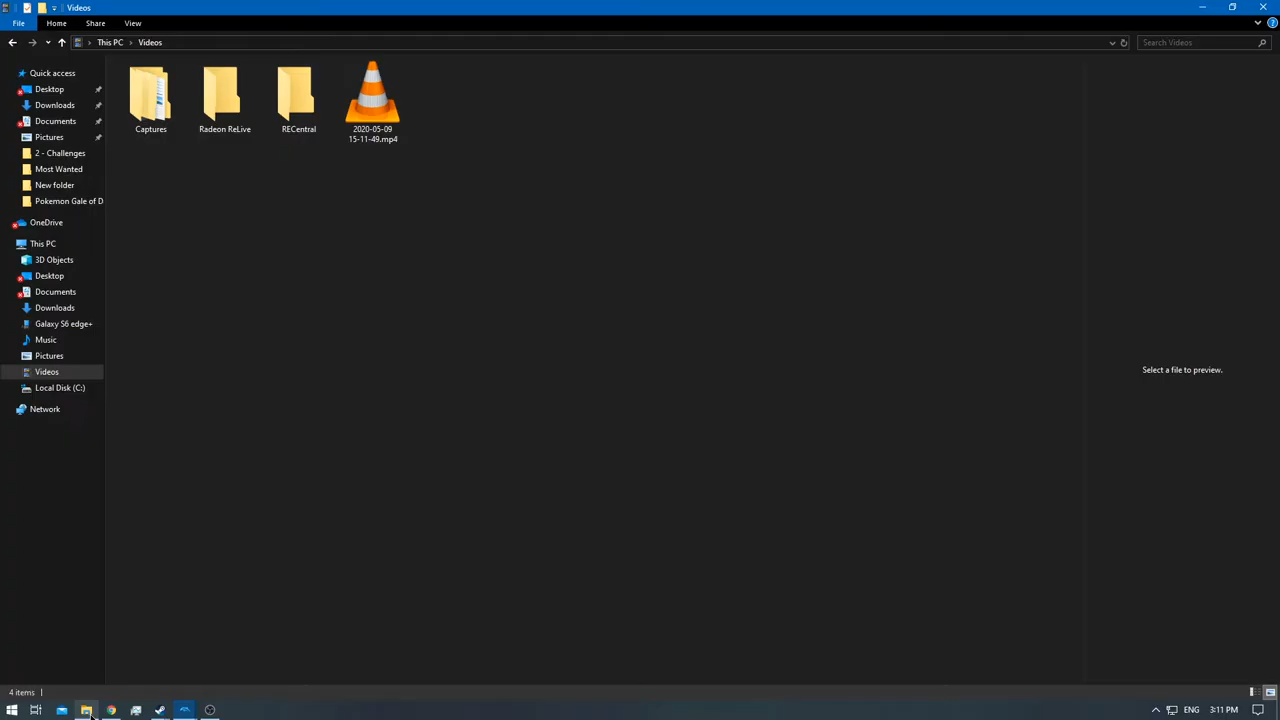 Videos
File Home Share View
This PC Videos Search Videos
Quick access
Desktop
Downloads
Documents
Pictures
2 - Challenges
Most Wanted
New folder
Pokemon Gale of D
OneDrive
This PC
3D Objects
Desktop
Documents
Downloads
Galaxy S6 edge+
Music
Pictures
Videos
Local Disk (C:)
Network
Captures
Radeon ReLive
RECentral
2020-05-09
15-11-49.mp4
Select a file to preview.
4 items
ENG 3:11 PM